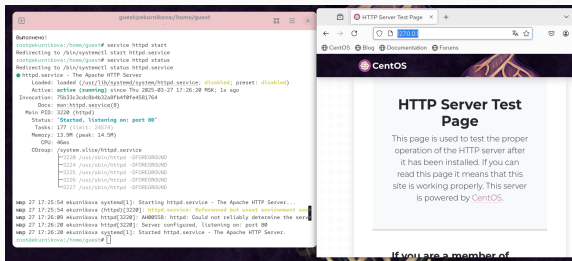 guest@ekurnikova:/home/guest
Выполнено!
root@ekurnikova:/home/guest# service httpd start
Redirecting to /bin/systemctl start httpd.service
root@ekurnikova:/home/guest# service httpd status
Redirecting to /bin/systemctl status httpd.service
● httpd.service - The Apache HTTP Server
Loaded: loaded (/usr/lib/systemd/system/httpd.service; disabled; preset: disabled)
Active: active (running) since Thu 2025-03-27 17:26:20 MSK; 1s ago
Docs: man:httpd.service(8)
Main PID: 3220 (httpd)
Status: "Started, listening on: port 80"
Tasks: 177 (limit: 24574)
Memory: 13.9M (peak: 14.9M)
CPU: 46ms
CGroup: /system.slice/httpd.service
├─3220 /usr/sbin/httpd -DFOREGROUND
├─3224 /usr/sbin/httpd -DFOREGROUND
├─3225 /usr/sbin/httpd -DFOREGROUND
├─3226 /usr/sbin/httpd -DFOREGROUND
└─3227 /usr/sbin/httpd -DFOREGROUND
мар 27 17:25:54 ekurnikova systemd[1]: Starting httpd.service - The Apache HTTP Server...
мар 27 17:25:54 ekurnikova (httpd)[3220]: httpd.service: Referenced but unset environment
мар 27 17:26:09 ekurnikova httpd[3220]: AH00558: httpd: Could not reliably determine the serv
мар 27 17:26:20 ekurnikova httpd[3220]: Server configured, listening on: port 80
мар 27 17:26:20 ekurnikova systemd[1]: Started httpd.service - The Apache HTTP Server.
root@ekurnikova:/home/guest#
HTTP Server Test Page
127.0.0.1
CentOS Blog Documentation Forums
CentOS
HTTP Server Test
Page
This page is used to test the proper
operation of the HTTP server after
it has been installed. If you can
read this page it means that this
site is working properly. This server
is powered by CentOS.
If you are a member of